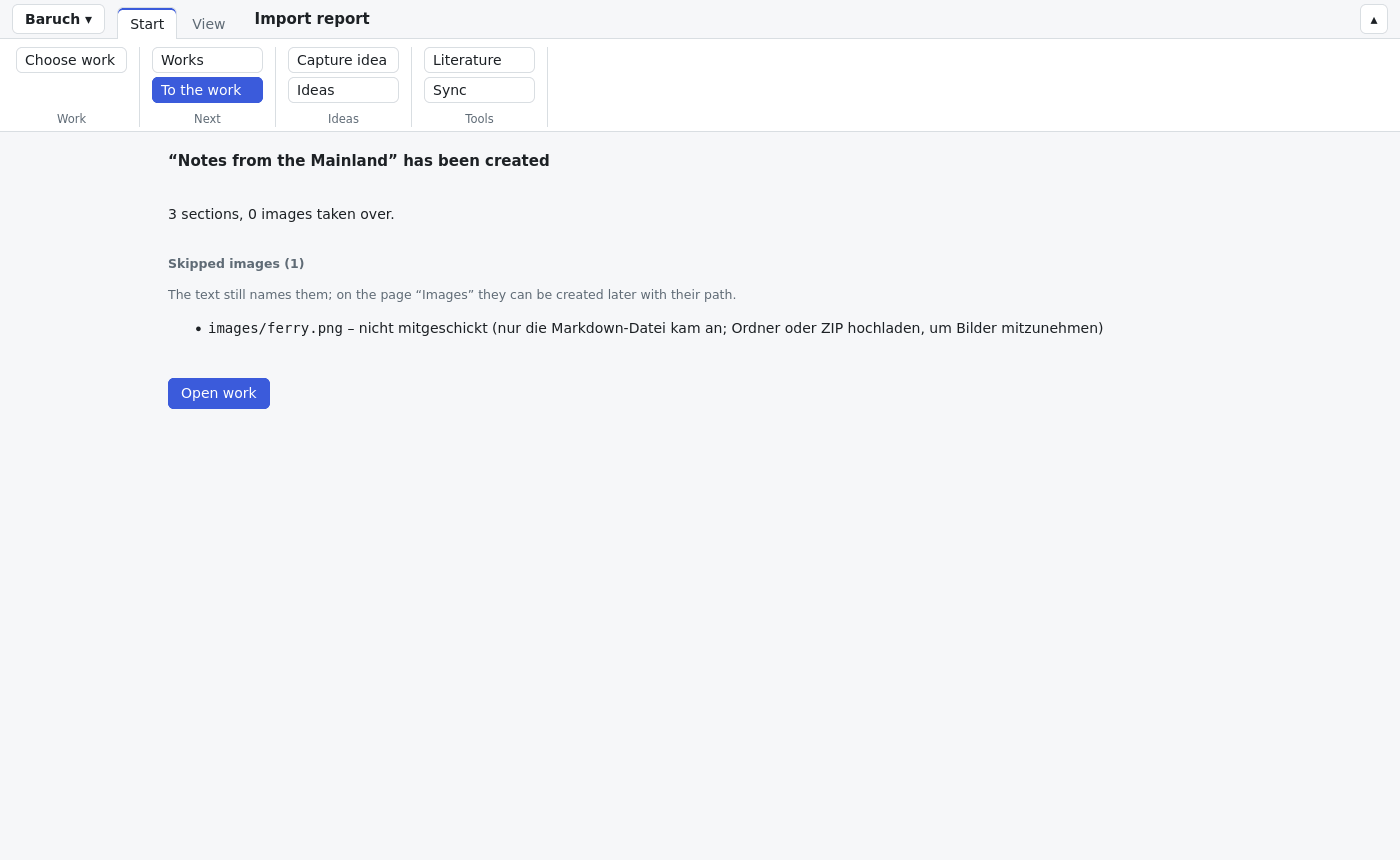 Baruch ▾
Start
View
Import report
▴
Choose work
Work
Works
To the work
Next
Capture idea
Ideas
Ideas
Literature
Sync
Tools
“Notes from the Mainland” has been created
3 sections, 0 images taken over.
Skipped images (1)
The text still names them; on the page “Images” they can be created later with their path.
• images/ferry.png – nicht mitgeschickt (nur die Markdown-Datei kam an; Ordner oder ZIP hochladen, um Bilder mitzunehmen)
Open work